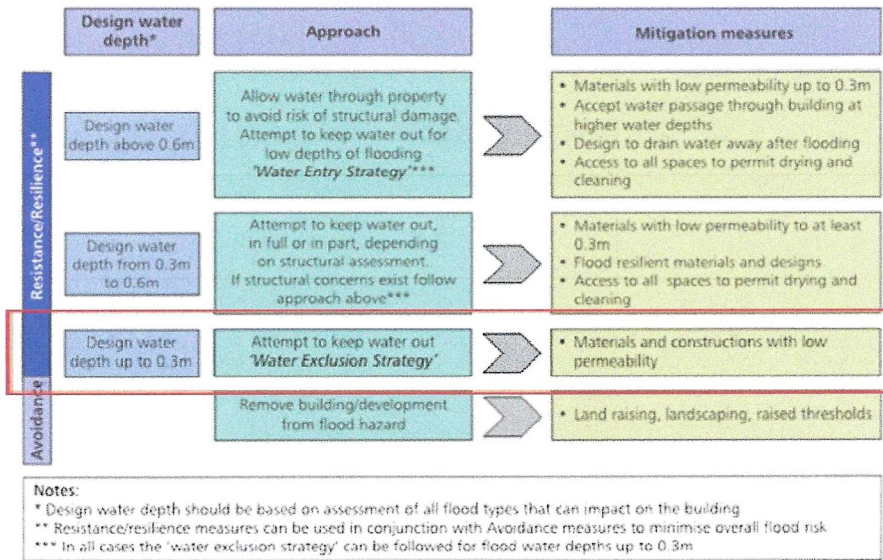 Design water
depth*
Approach
Mitigation measures
Resistance/Resilience**
Design water
depth above 0.6m
Allow water through property
to avoid risk of structural damage.
Attempt to keep water out for
low depths of flooding
'Water Entry Strategy'***
• Materials with low permeability up to 0.3m
• Accept water passage through building at
higher water depths
• Design to drain water away after flooding
• Access to all spaces to permit drying and
cleaning
Design water
depth from 0.3m
to 0.6m
Attempt to keep water out,
in full or in part, depending
on structural assessment.
If structural concerns exist follow
approach above***
• Materials with low permeability to at least
0.3m
• Flood resilient materials and designs
• Access to all spaces to permit drying and
cleaning
Design water
depth up to 0.3m
Attempt to keep water out
'Water Exclusion Strategy'
• Materials and constructions with low
permeability
Avoidance
Remove building/development
from flood hazard
• Land raising, landscaping, raised thresholds
Notes:
* Design water depth should be based on assessment of all flood types that can impact on the building
** Resistance/resilience measures can be used in conjunction with Avoidance measures to minimise overall flood risk
*** In all cases the 'water exclusion strategy' can be followed for flood water depths up to 0.3m